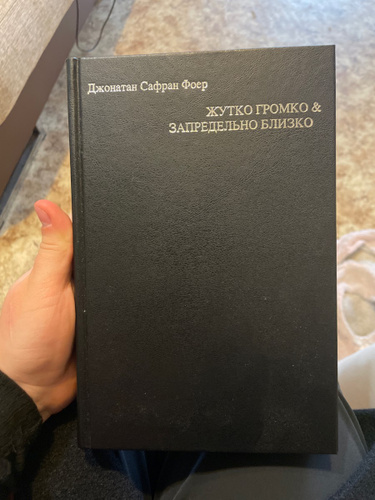 Джонатан Сафран Фоер
ЖУТКО ГРОМКО &
ЗАПРЕДЕЛЬНО БЛИЗКО